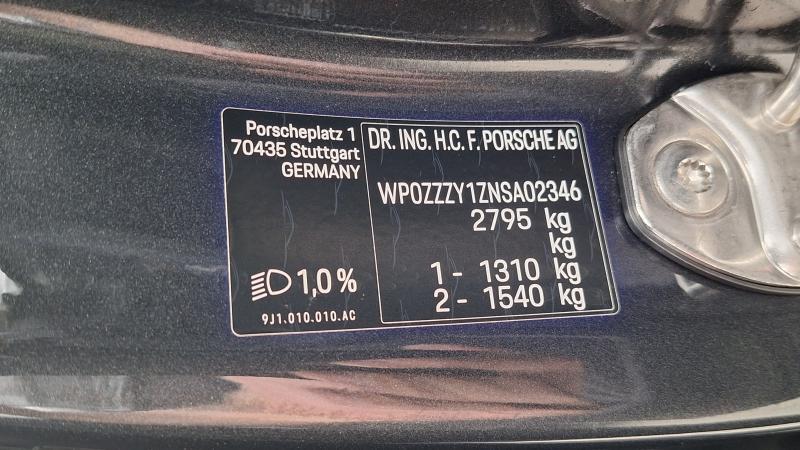 Porscheplatz 1
70435 Stuttgart
GERMANY
1,0%
9J1.010.010.AC
DR. ING. H.C. F. PORSCHE AG
WP0ZZZY1ZNSA02346
2795 kg
kg
1 - 1310 kg
2 - 1540 kg